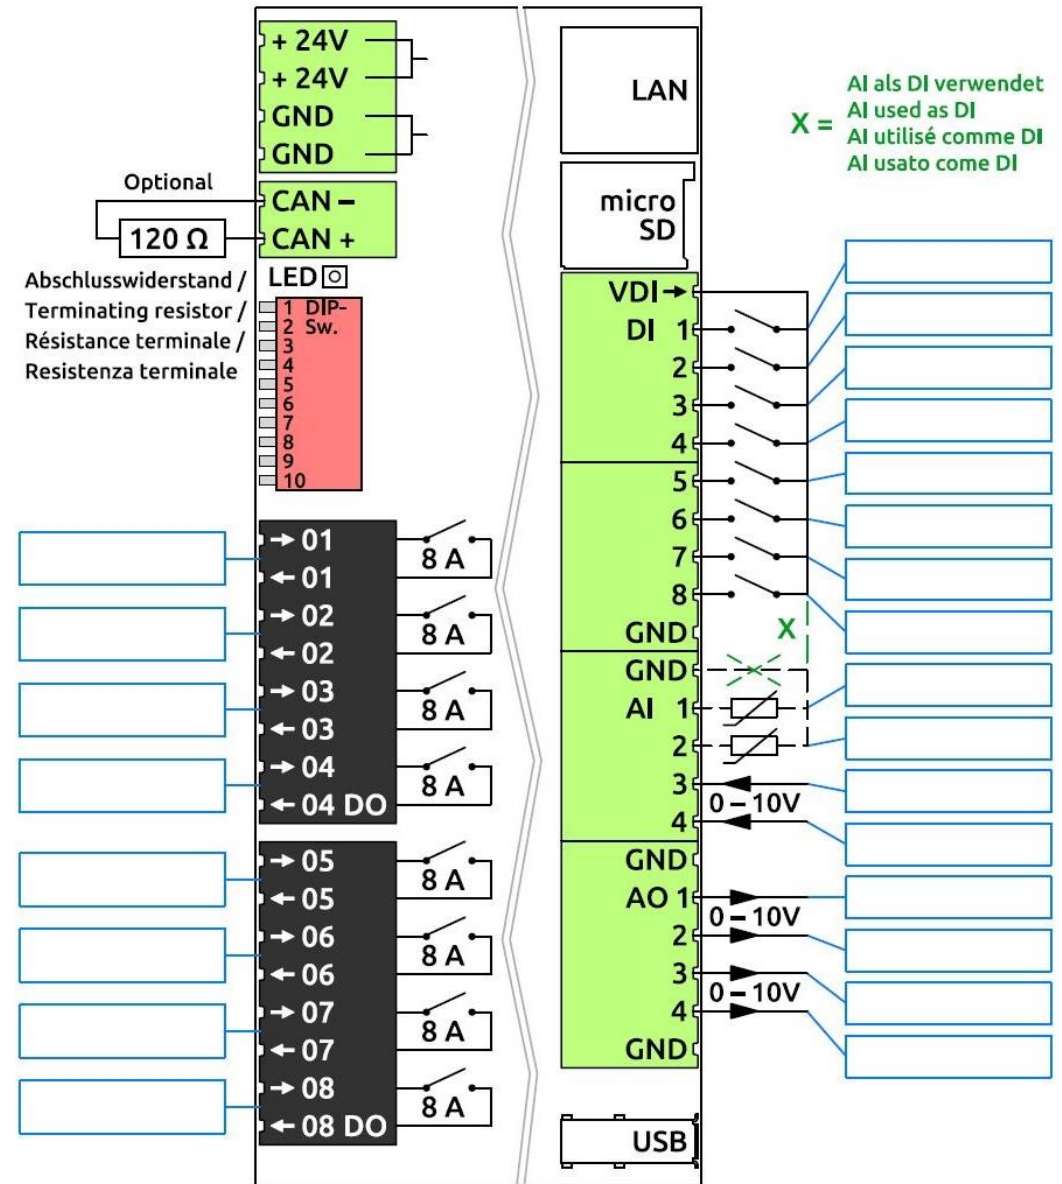 + 24V
+ 24V
GND
GND
Optional
CAN –
120 Ω
CAN +
Abschlusswiderstand /
Terminating resistor /
Résistance terminale /
Resistenza terminale
LED
1 DIP-
2 Sw.
3
4
5
6
7
8
9
10
→ 01
8 A
← 01
→ 02
8 A
← 02
→ 03
8 A
← 03
→ 04
8 A
← 04 DO
→ 05
8 A
← 05
→ 06
8 A
← 06
→ 07
8 A
← 07
→ 08
8 A
← 08 DO
LAN
X =
AI als DI verwendet
AI used as DI
AI utilisé comme DI
AI usato come DI
micro
SD
VDI→
DI 1
2
3
4
5
6
7
8
GND
X
GND
AI 1
2
3
0 – 10V
4
GND
AO 1
0 – 10V
2
3
0 – 10V
4
GND
USB